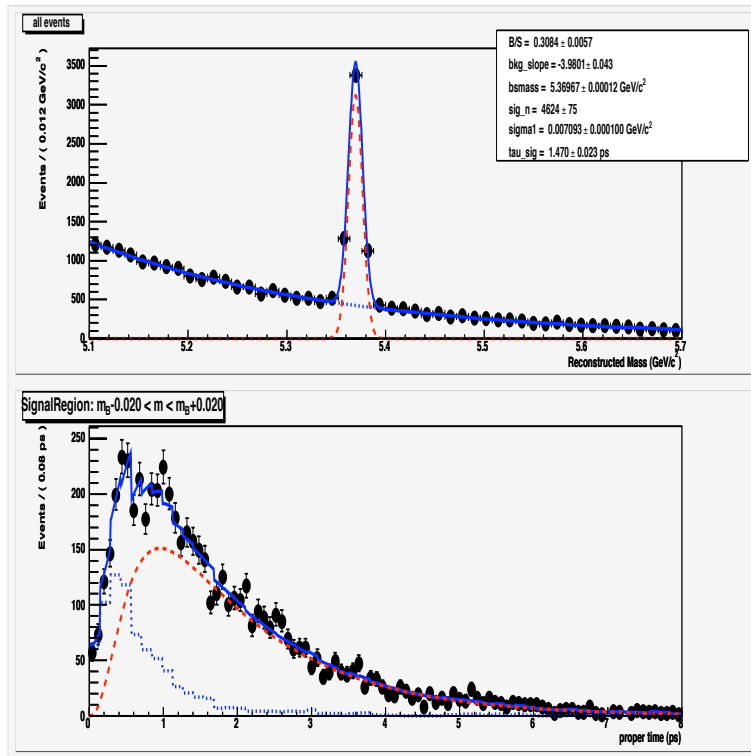 all events
B/S = 0.3084 ± 0.0057
bkg_slope = -3.9801 ± 0.043
bsmass = 5.36967 ± 0.00012 GeV/c²
sig_n = 4624 ± 75
sigma1 = 0.007093 ± 0.000100 GeV/c²
tau_sig = 1.470 ± 0.023 ps
Events / ( 0.012 GeV/c² )
3500
3000
2500
2000
1500
1000
500
0
5.1 5.2 5.3 5.4 5.5 5.6 5.7
Reconstructed Mass (GeV/c²)
SignalRegion: mB-0.020 < m < mB+0.020
Events / ( 0.08 ps )
250
200
150
100
50
0
0 1 2 3 4 5 6 7 8
proper time (ps)